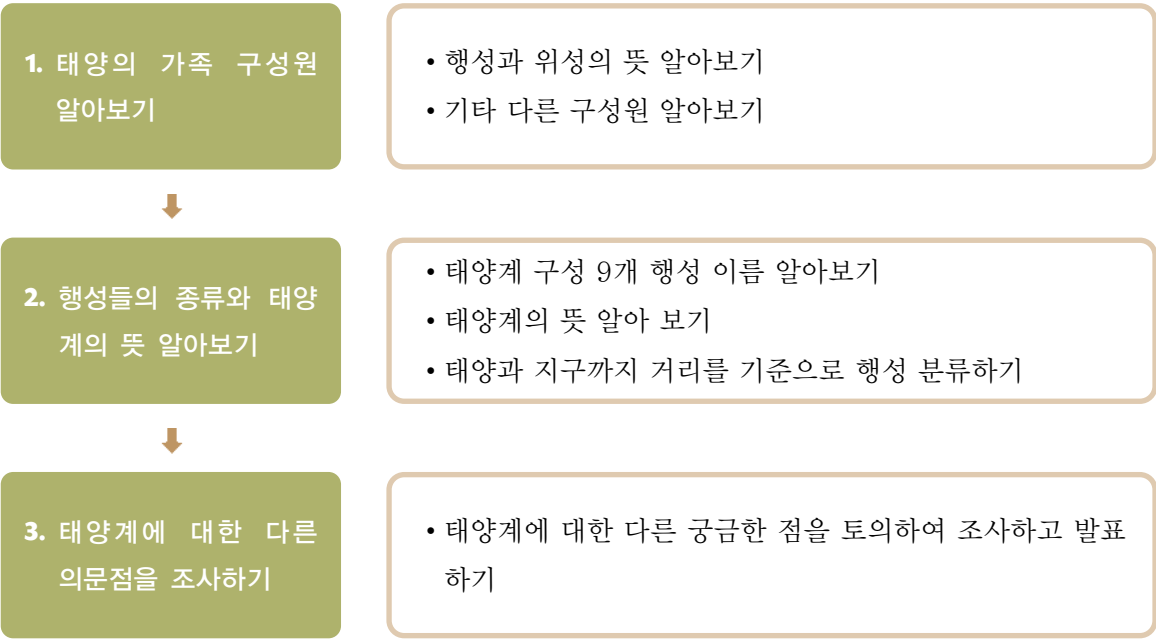 1. 태양의 가족 구성원
알아보기
• 행성과 위성의 뜻 알아보기
• 기타 다른 구성원 알아보기
2. 행성들의 종류와 태양
계의 뜻 알아보기
• 태양계 구성 9개 행성 이름 알아보기
• 태양계의 뜻 알아 보기
• 태양과 지구까지 거리를 기준으로 행성 분류하기
3. 태양계에 대한 다른
의문점을 조사하기
• 태양계에 대한 다른 궁금한 점을 토의하여 조사하고 발표
하기